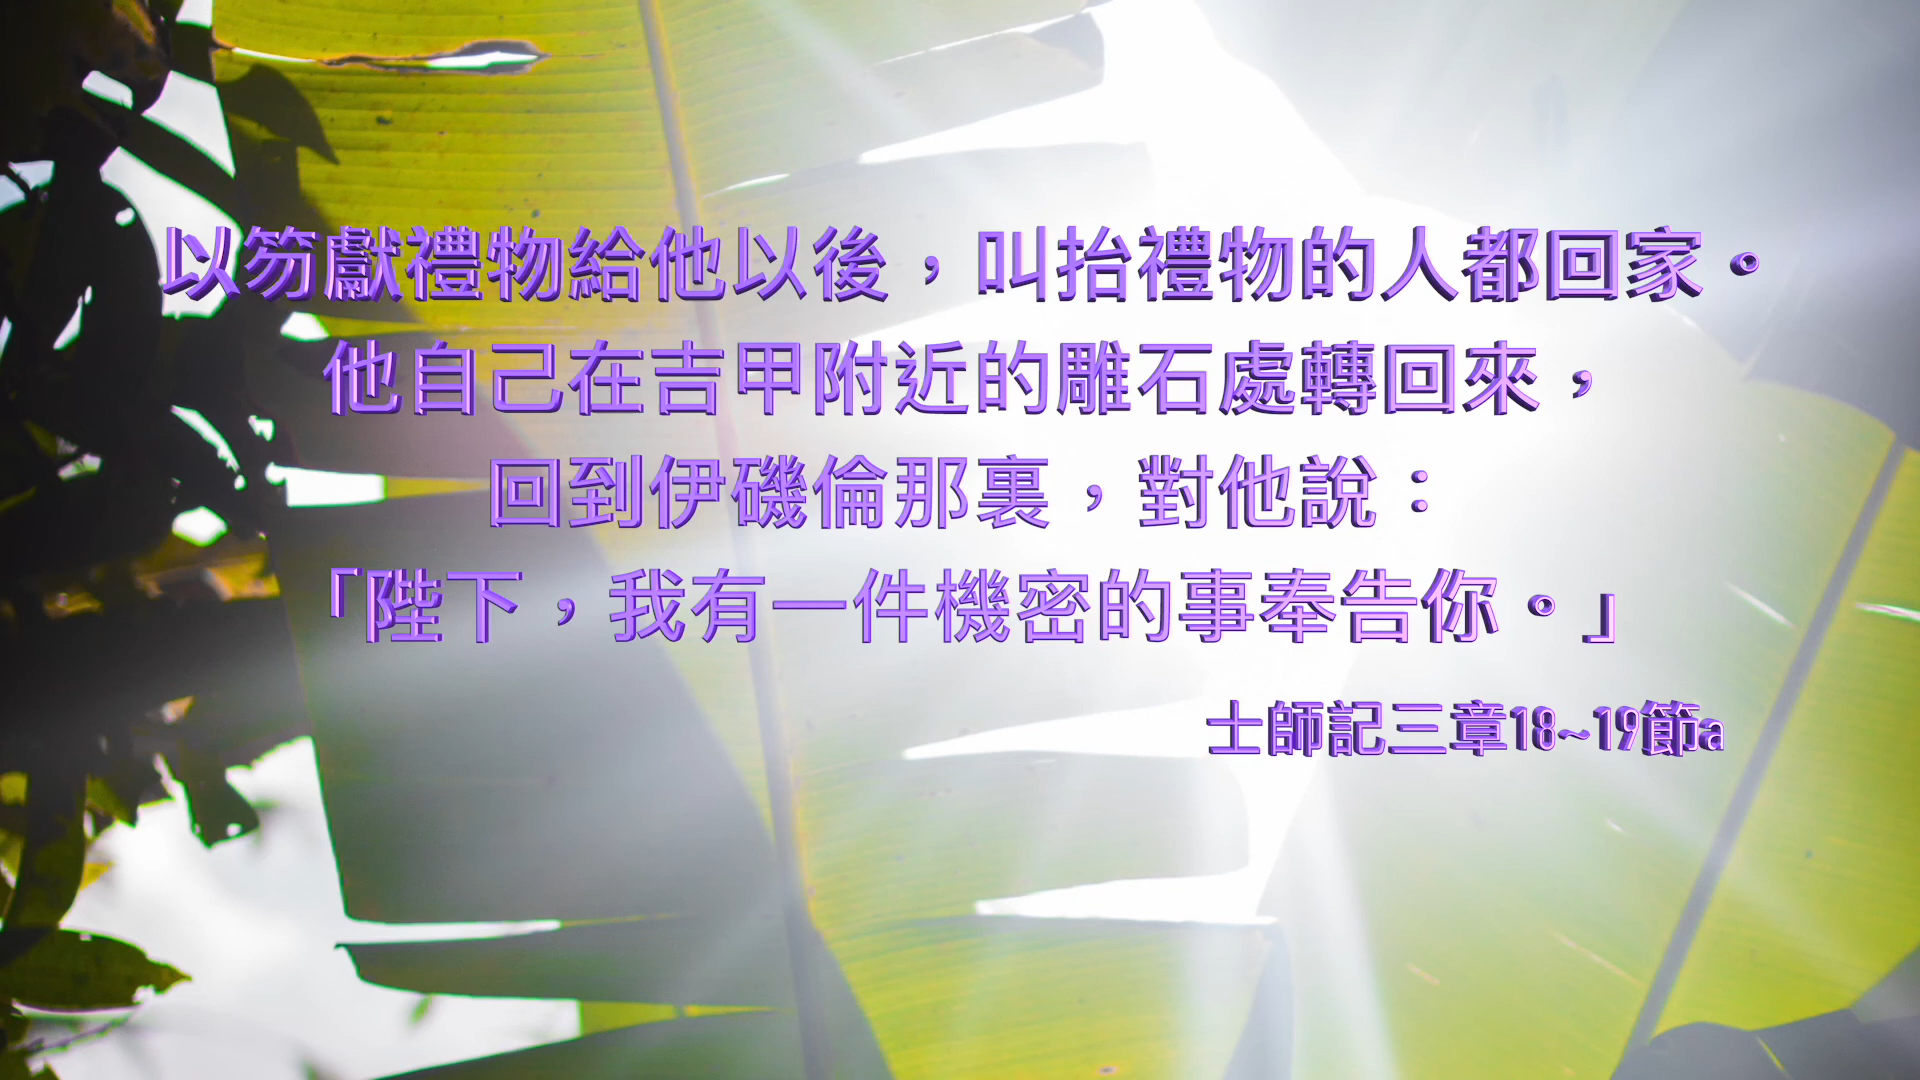 以笏獻禮物給他以後，叫抬禮物的人都回家。
他自己在吉甲附近的雕石處轉回來，
回到伊磯倫那裏，對他說：
「陛下，我有一件機密的事奉告你。」
士師記三章18~19節a